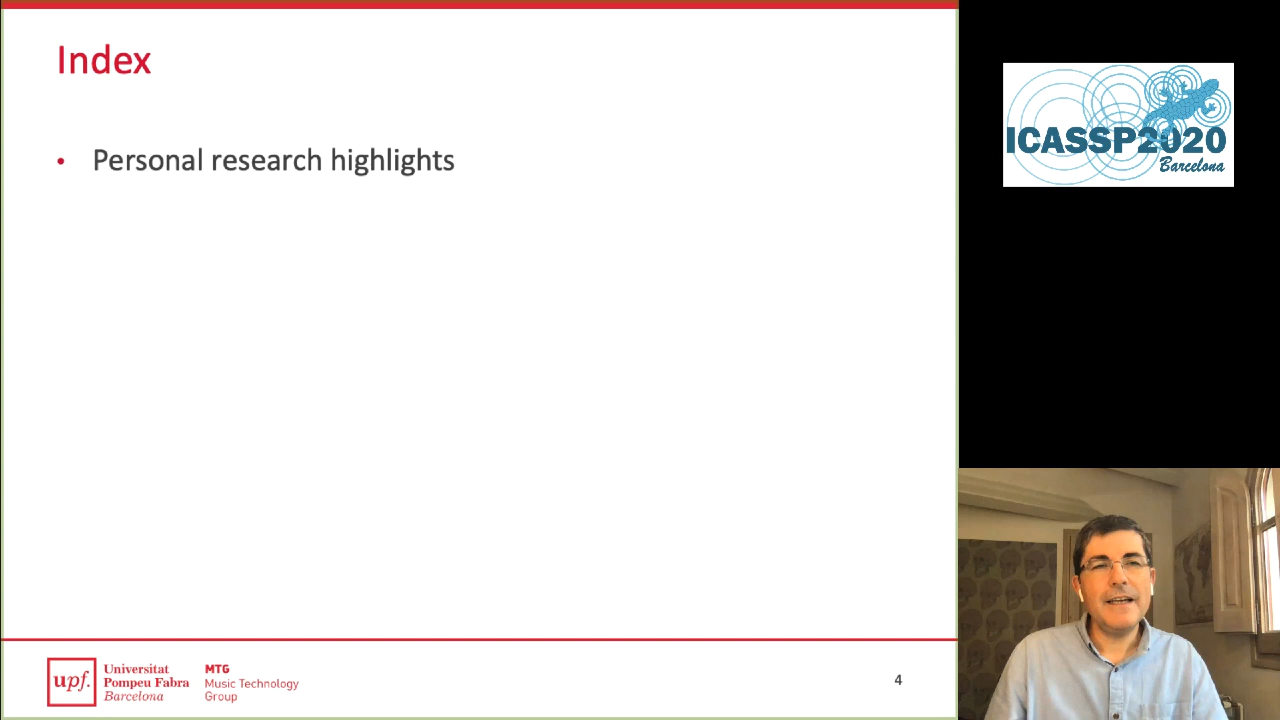 Index
• Personal research highlights
ICASSP2020
Barcelona
upf.
Universitat
Pompeu Fabra
Barcelona
MTG
Music Technology
Group
4